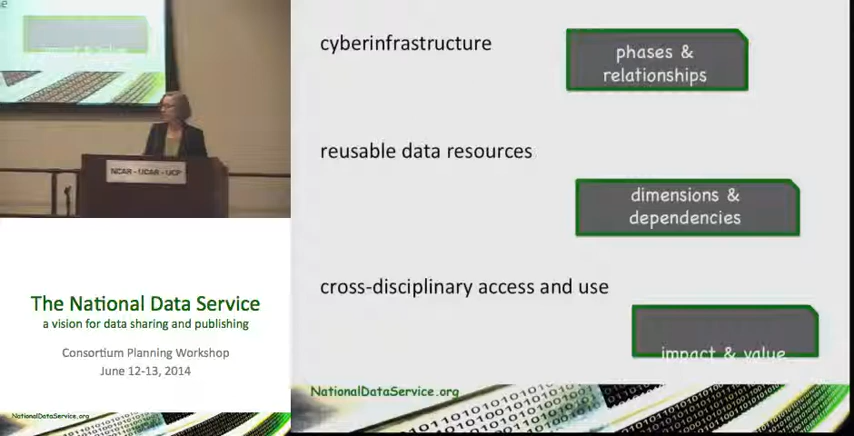 e
NCAR - UCAR - UCP
The National Data Service
a vision for data sharing and publishing
Consortium Planning Workshop
June 12-13, 2014
NationalDataService.org
cyberinfrastructure
phases &
relationships
reusable data resources
dimensions &
dependencies
cross-disciplinary access and use
impact & value
NationalDataService.org